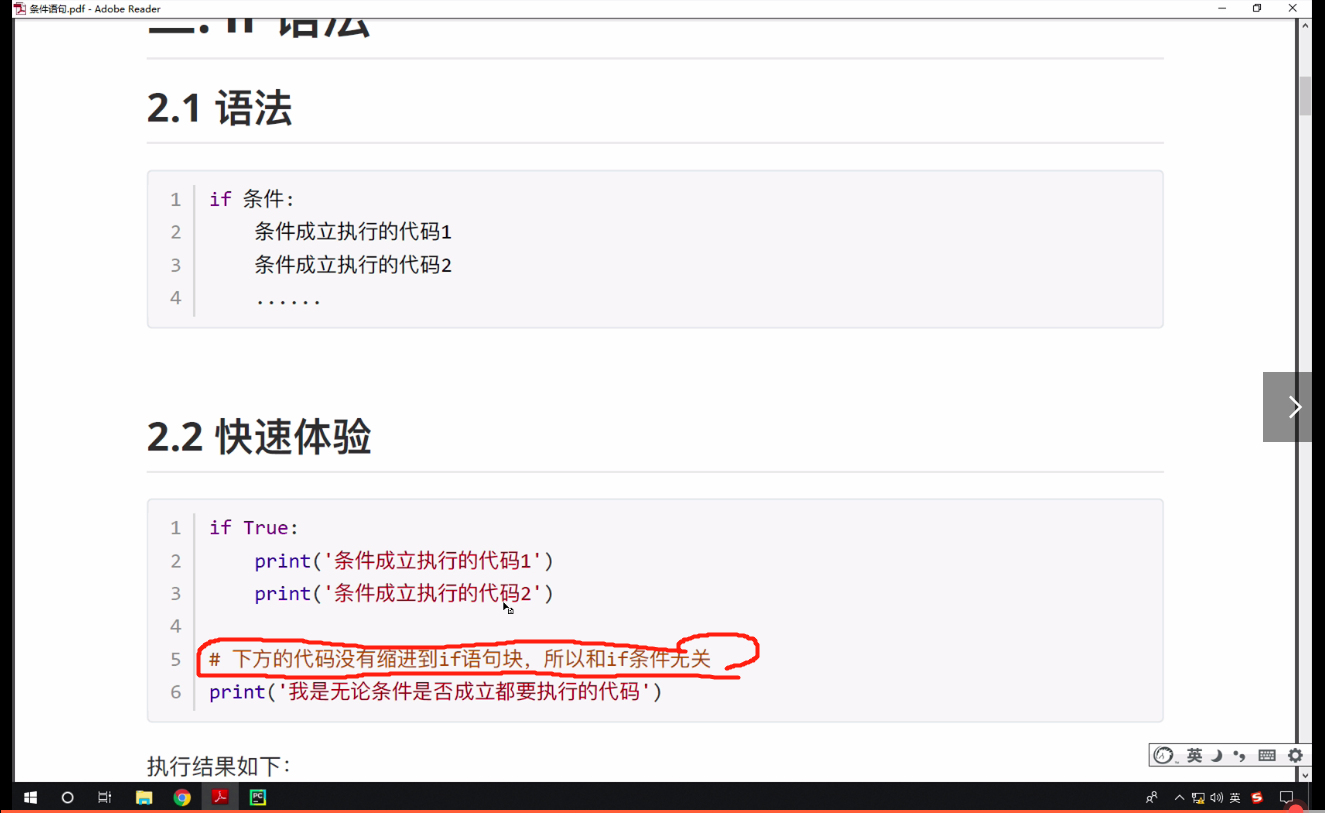 条件语句.pdf - Adobe Reader
二. if 语法
2.1 语法
1 if 条件:
2 条件成立执行的代码1
3 条件成立执行的代码2
4 ......
2.2 快速体验
1 if True:
2 print('条件成立执行的代码1')
3 print('条件成立执行的代码2')
4
5 # 下方的代码没有缩进到if语句块，所以和if条件无关
6 print('我是无论条件是否成立都要执行的代码')
执行结果如下：
英
PC
英